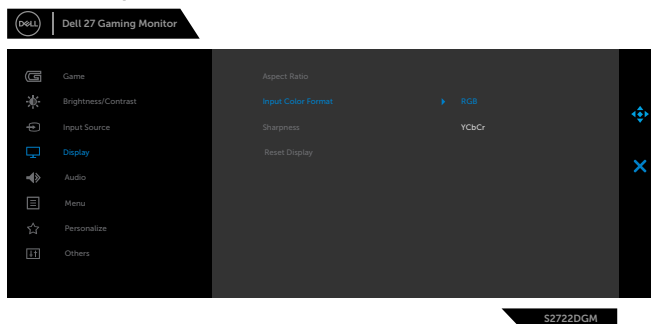 DELL
Dell 27 Gaming Monitor
Game
Aspect Ratio
Brightness/Contrast
Input Color Format
RGB
Input Source
Sharpness
YCbCr
Display
Reset Display
Audio
Menu
Personalize
Others
S2722DGM